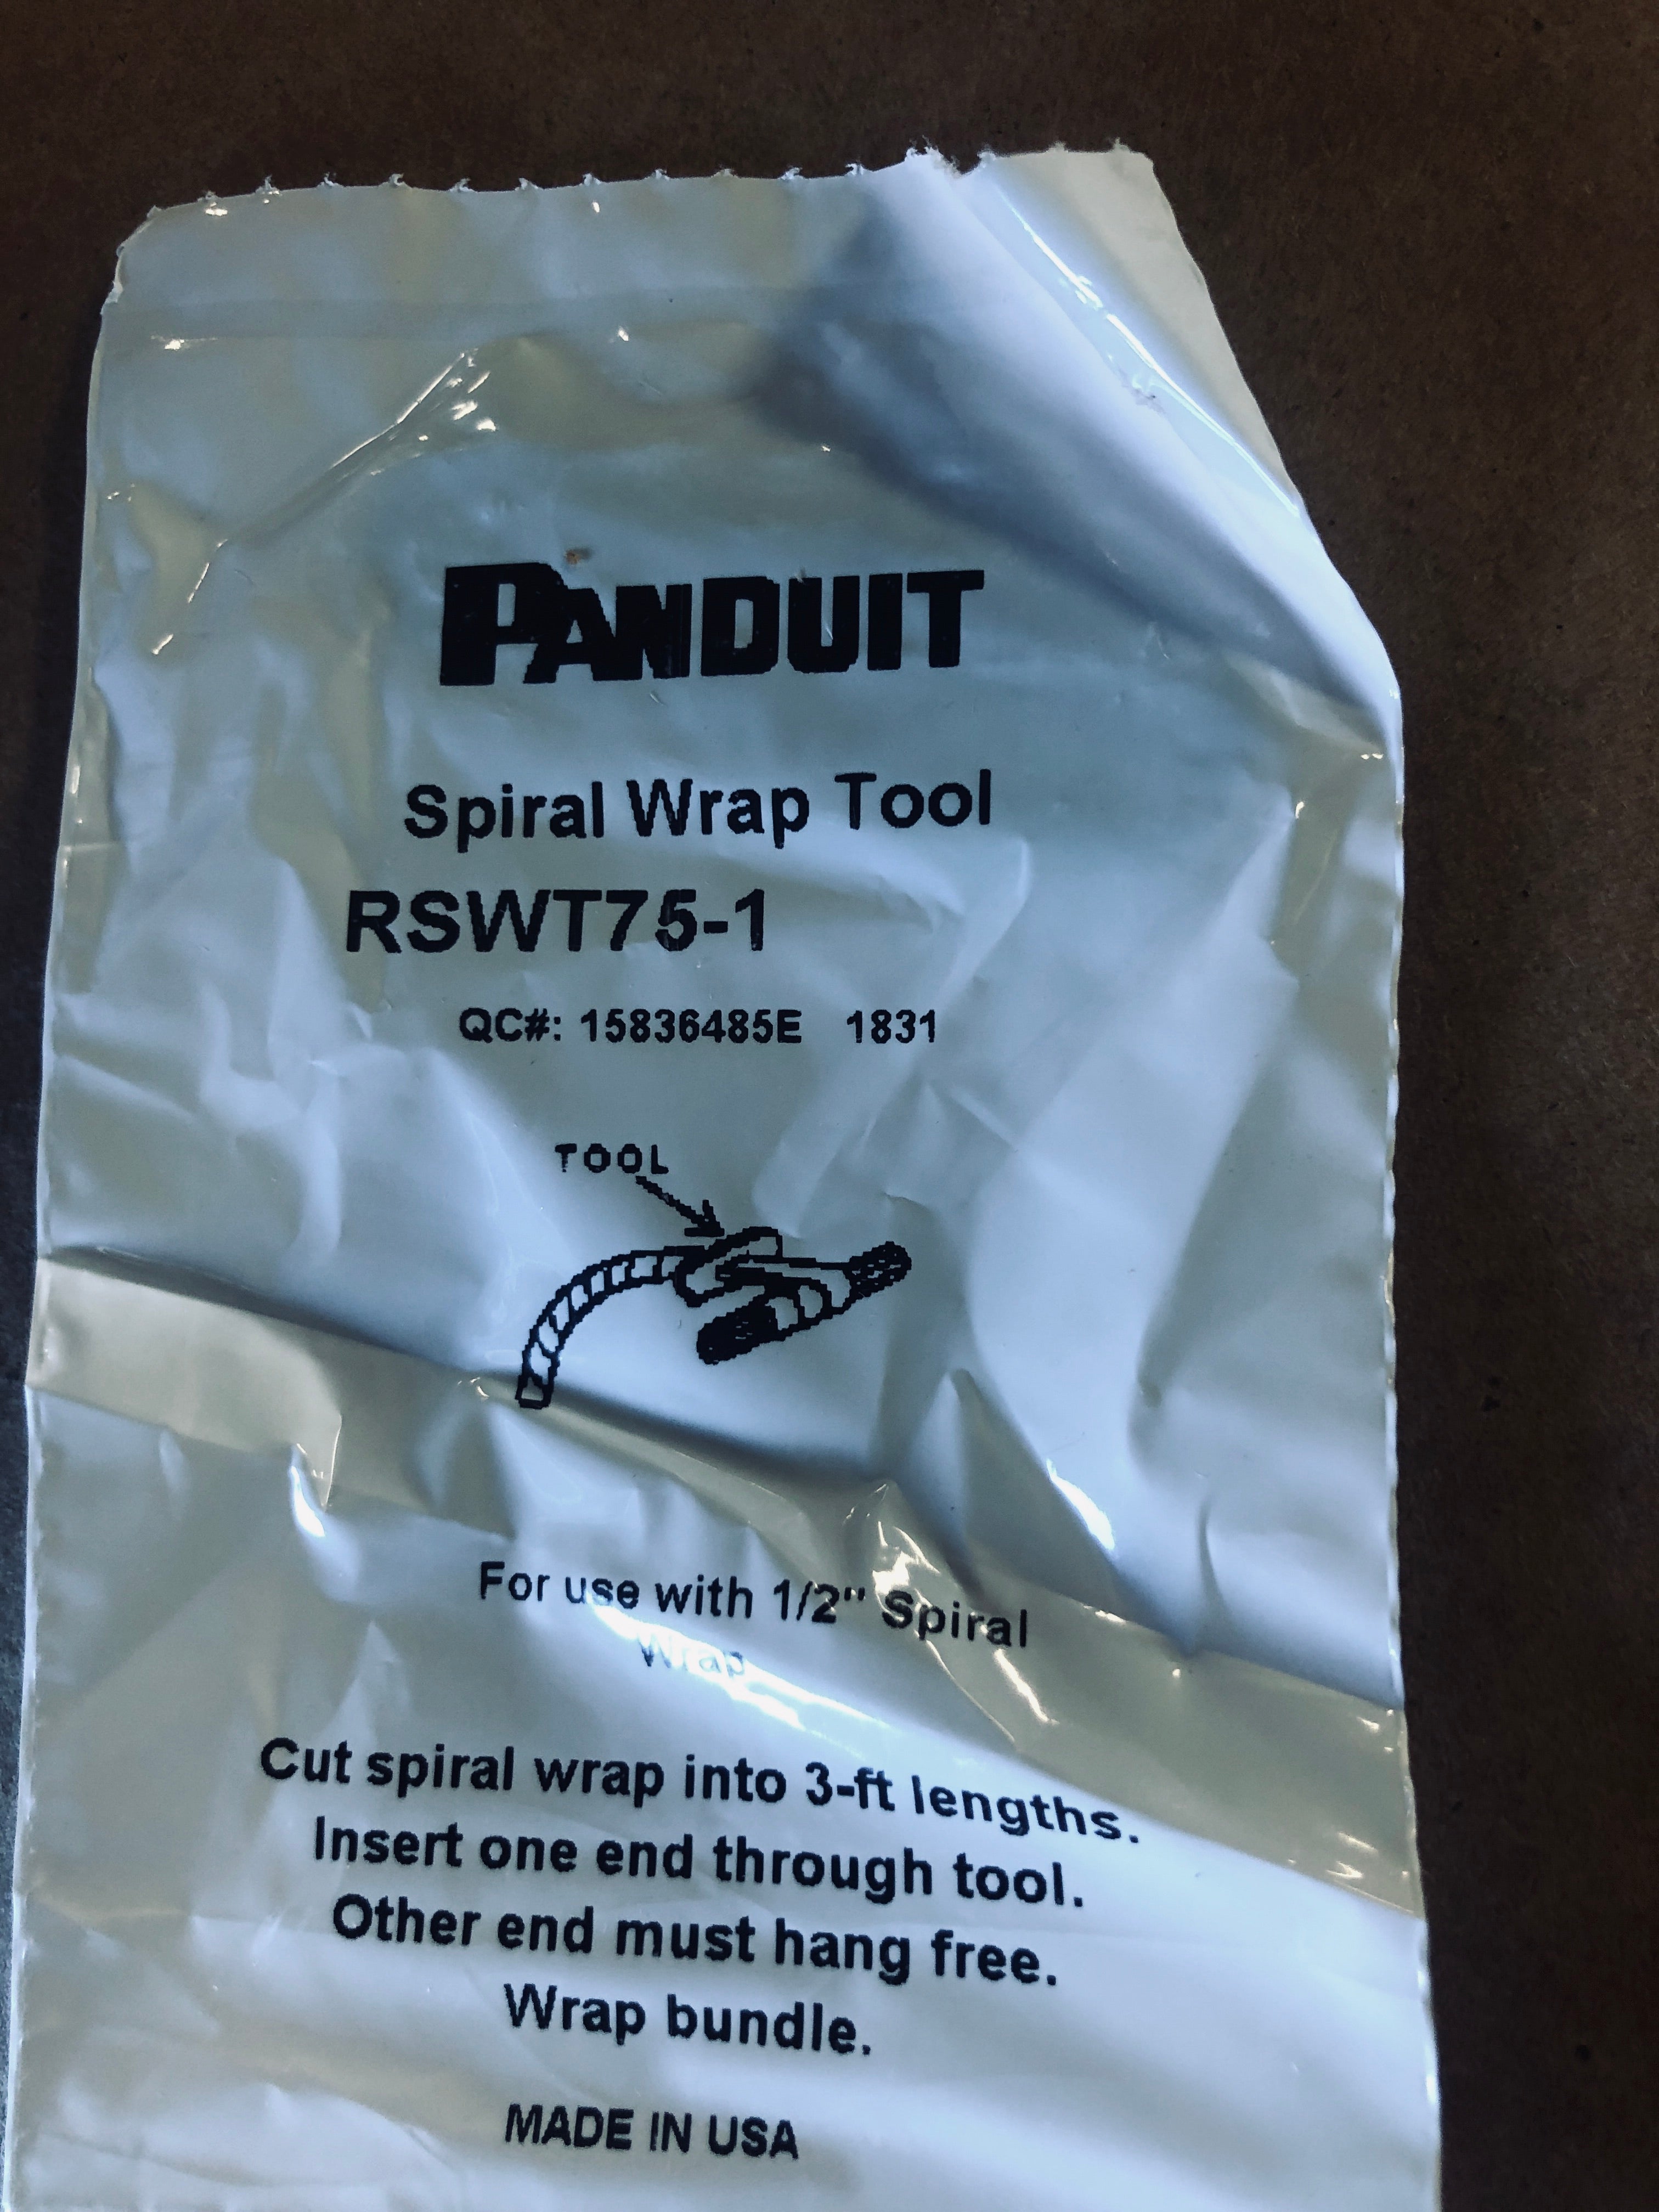 PANDUIT
Spiral Wrap Tool
RSWT75-1
QC#: 15836485E 1831
TOOL
For use with 1/2" Spiral
Wrap
Cut spiral wrap into 3-ft lengths.
Insert one end through tool.
Other end must hang free.
Wrap bundle.
MADE IN USA